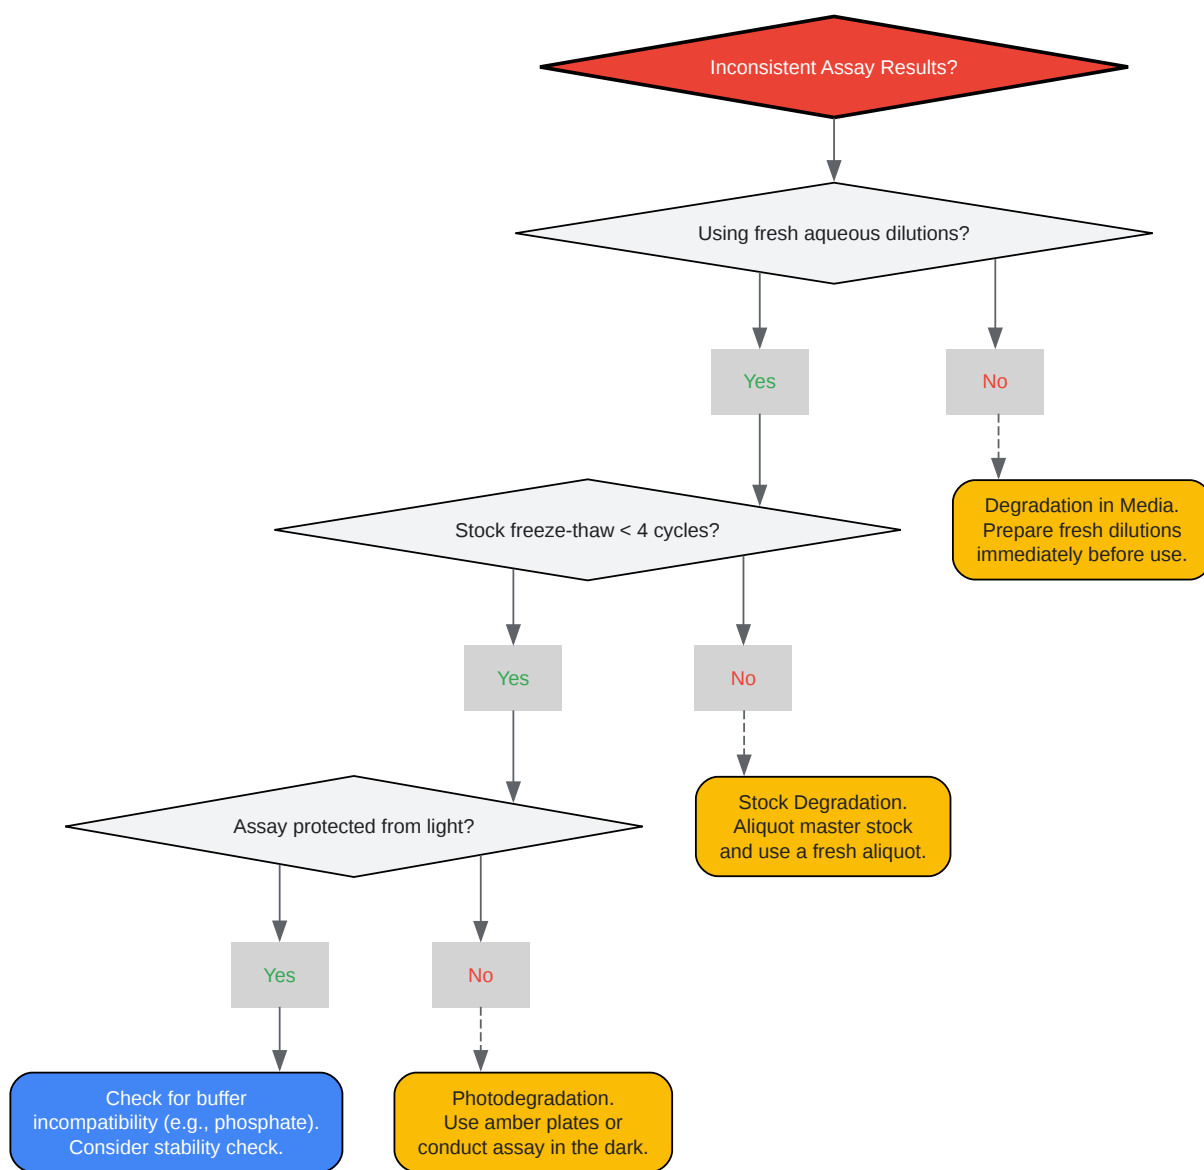 Inconsistent Assay Results?
Using fresh aqueous dilutions?
Yes
No
Degradation in Media.
Prepare fresh dilutions
immediately before use.
Stock freeze-thaw < 4 cycles?
Yes
No
Stock Degradation.
Aliquot master stock
and use a fresh aliquot.
Assay protected from light?
Yes
No
Check for buffer
incompatibility (e.g., phosphate).
Consider stability check.
Photodegradation.
Use amber plates or
conduct assay in the dark.